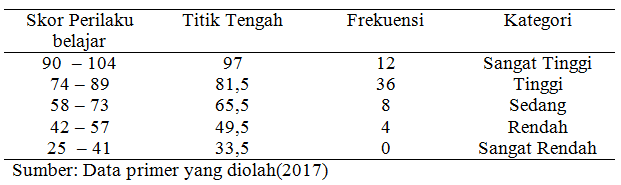 Skor Perilaku belajar Titik Tengah Frekuensi Kategori
90 – 104 97 12 Sangat Tinggi
74 – 89 81,5 36 Tinggi
58 – 73 65,5 8 Sedang
42 – 57 49,5 4 Rendah
25 – 41 33,5 0 Sangat Rendah
Sumber: Data primer yang diolah(2017)